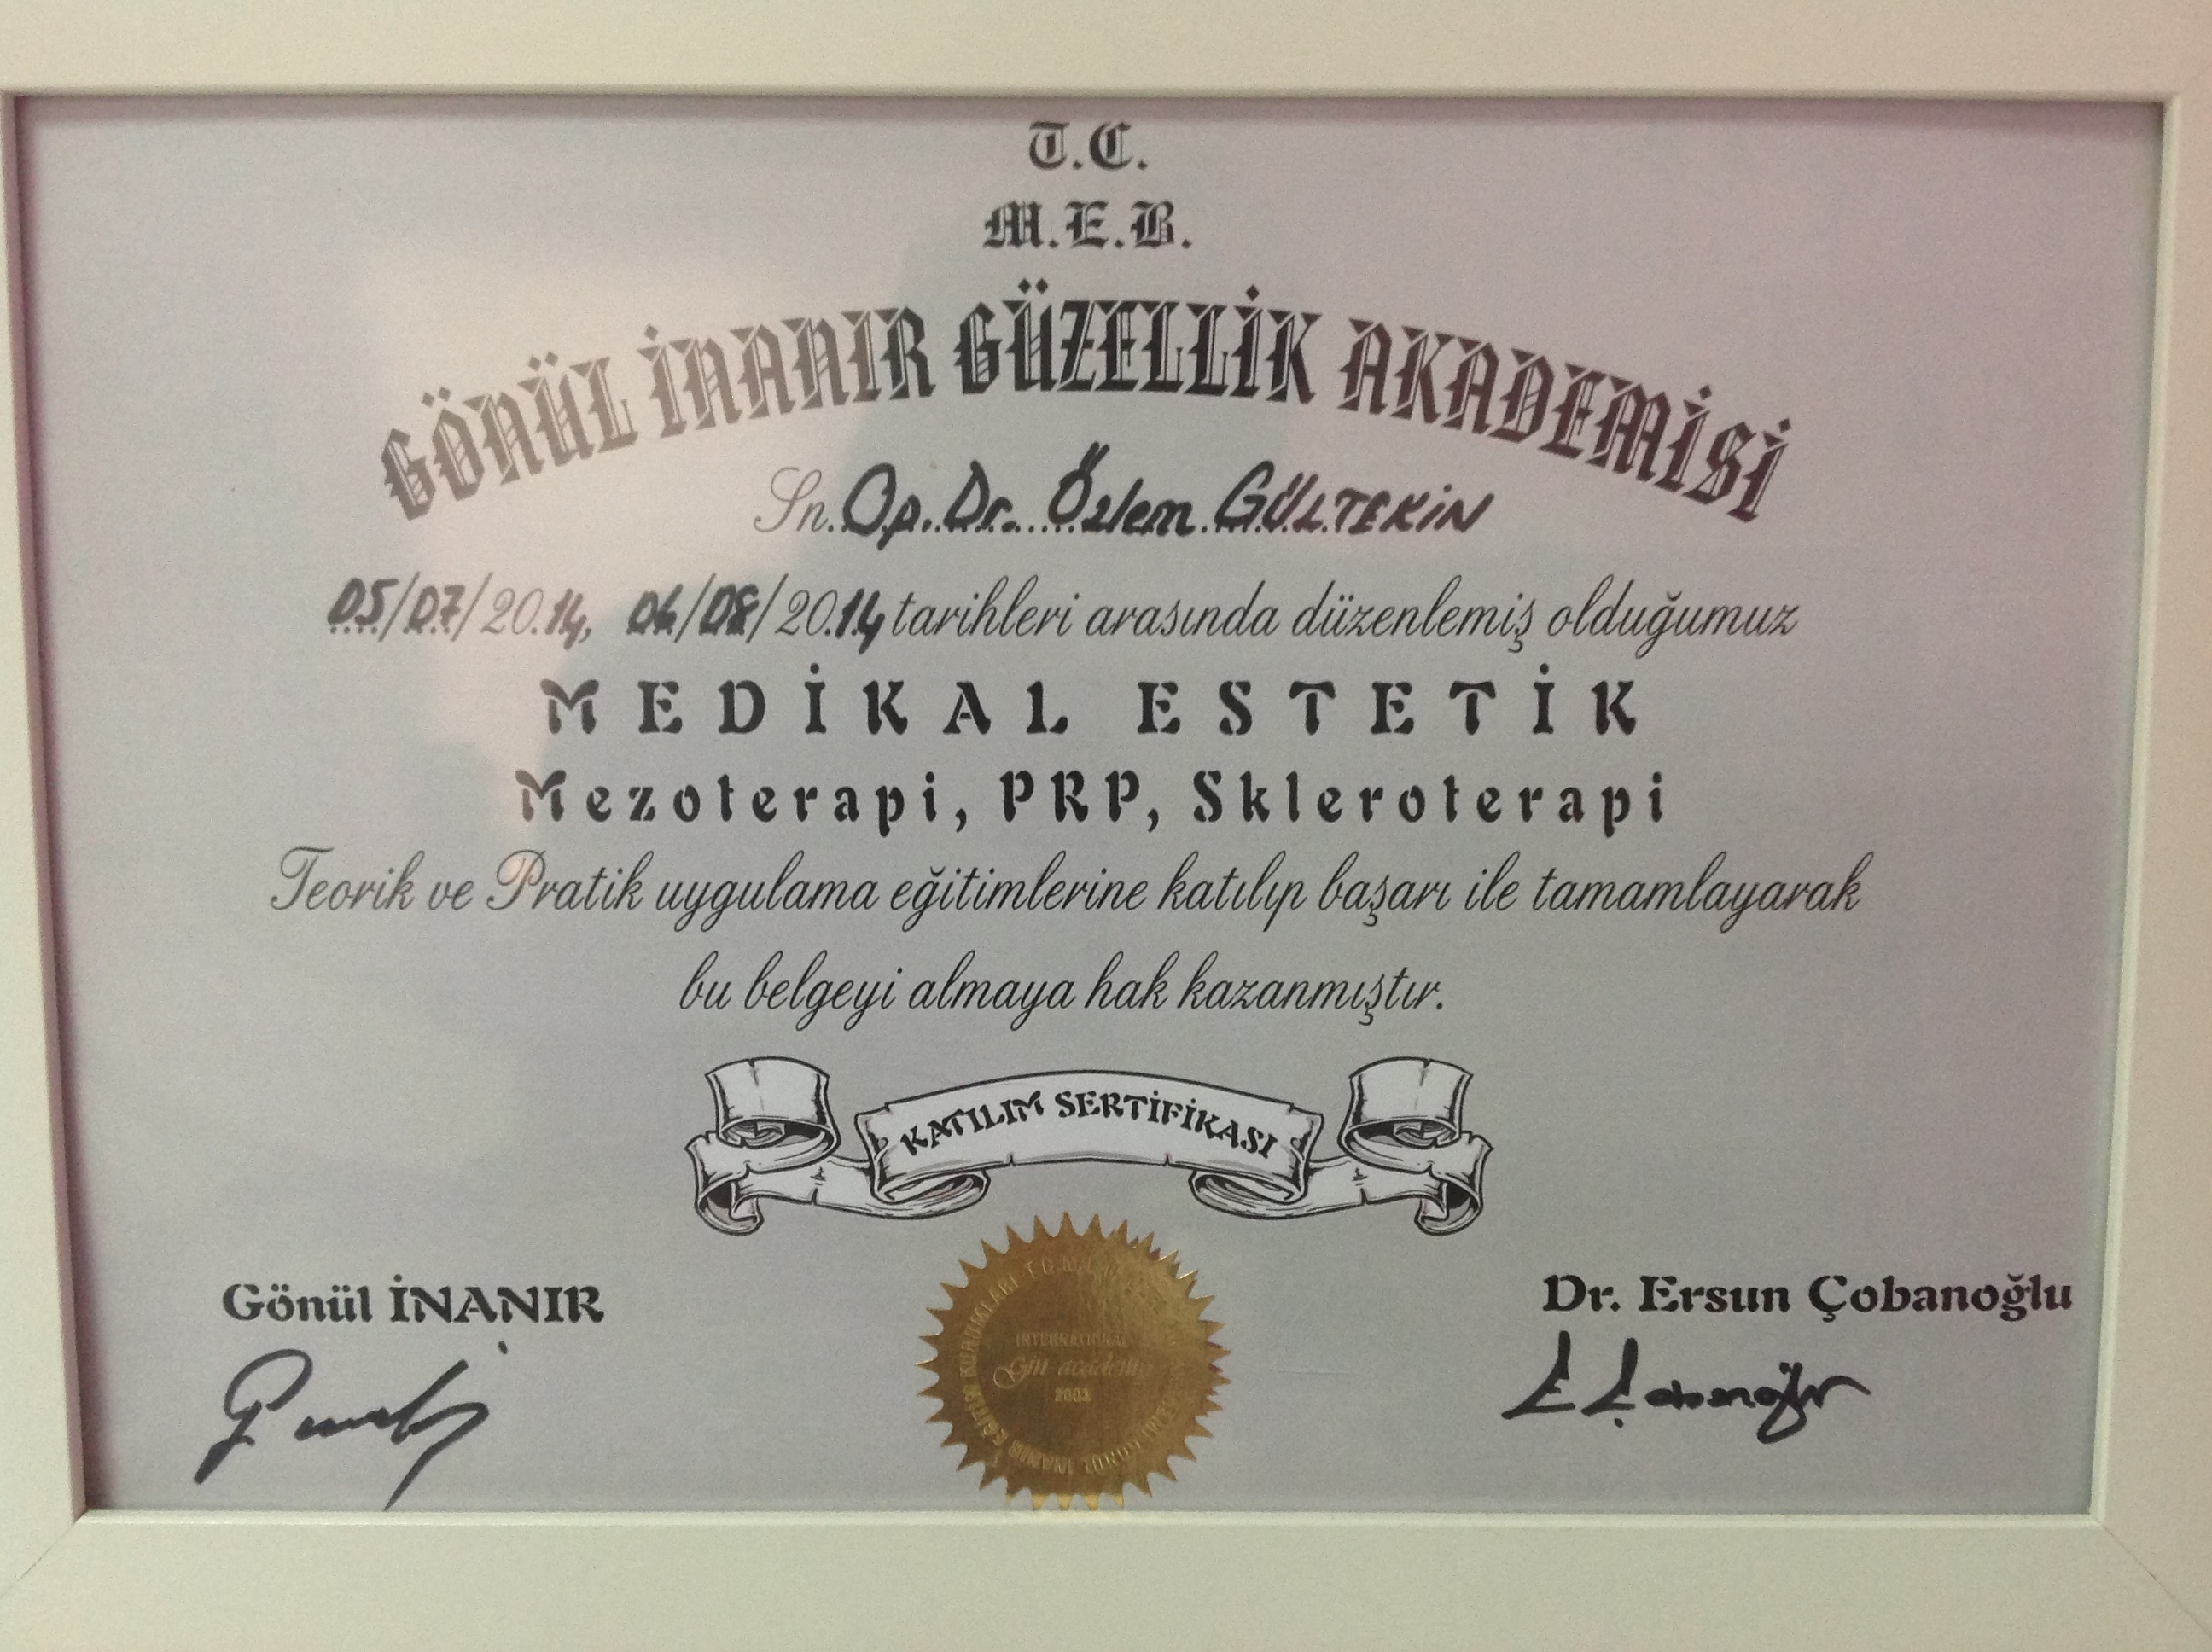 T.C.
M.E.B.
GÖNÜL İNANIR GÜZELLİK AKADEMİSİ
Sn. Op. Dr. Özlem GÜLTEKİN
05/07/2014, 06/08/2014 tarihleri arasında düzenlemiş olduğumuz
MEDİKAL ESTETİK
Mezoterapi, PRP, Skleroterapi
Teorik ve Pratik uygulama eğitimlerine katılıp başarı ile tamamlayarak
bu belgeyi almaya hak kazanmıştır.
KATILIM SERTİFİKASI
Gönül İNANIR
Dr. Ersun Çobanoğlu
E. Çobanoğlu
INTERNATIONAL
2003